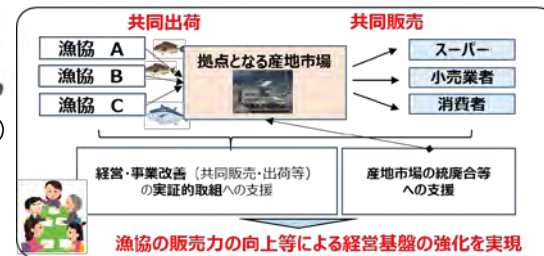 共同出荷
共同販売
漁協 A
漁協 B
漁協 C
拠点となる産地市場
スーパー
小売業者
消費者
経営・事業改善（共同販売・出荷等）
の実証的取組への支援
産地市場の統廃合等
への支援
漁協の販売力の向上等による経営基盤の強化を実現